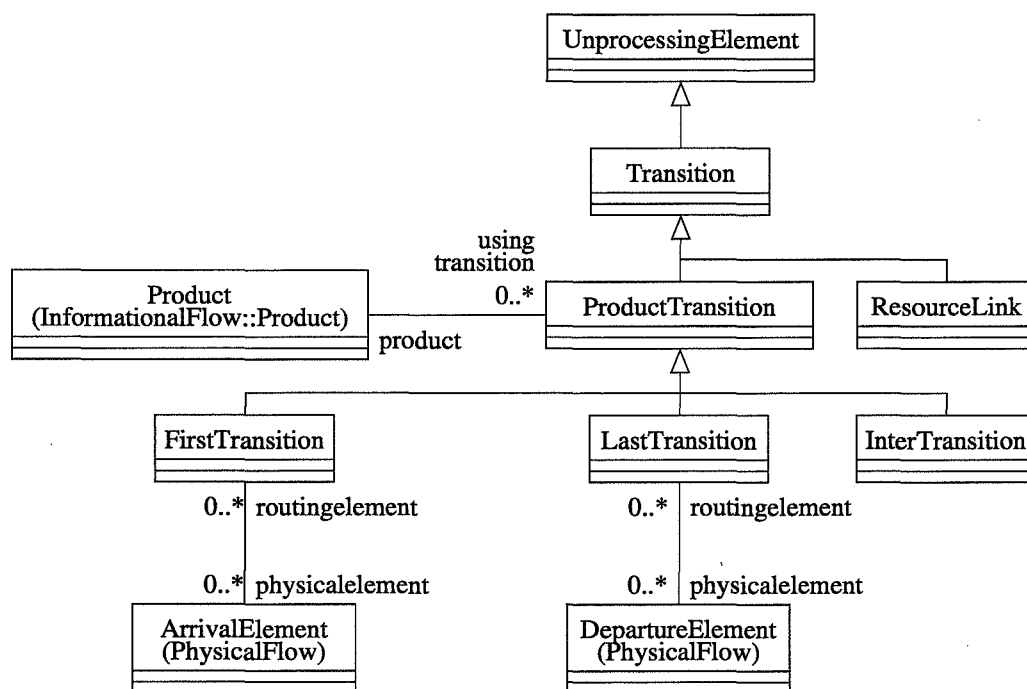 UnprocessingElement
Transition
using
transition
0..*
Product
(InformationalFlow::Product)
product
ProductTransition
ResourceLink
FirstTransition
LastTransition
InterTransition
0..* routingelement
0..* routingelement
0..* physicalelement
0..* physicalelement
ArrivalElement
(PhysicalFlow)
DepartureElement
(PhysicalFlow)